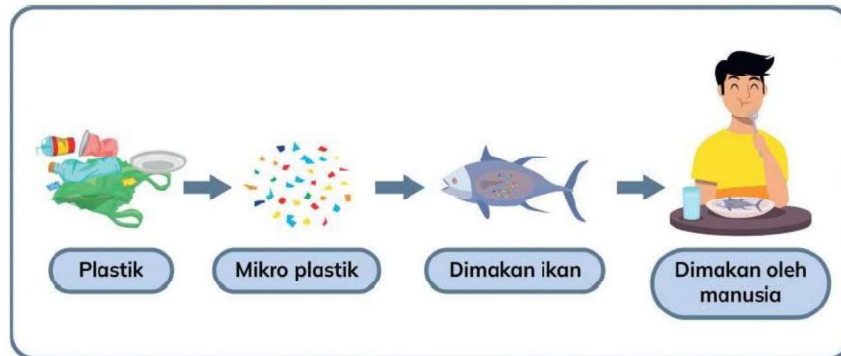 Plastik
Mikro plastik
Dimakan ikan
Dimakan oleh
manusia